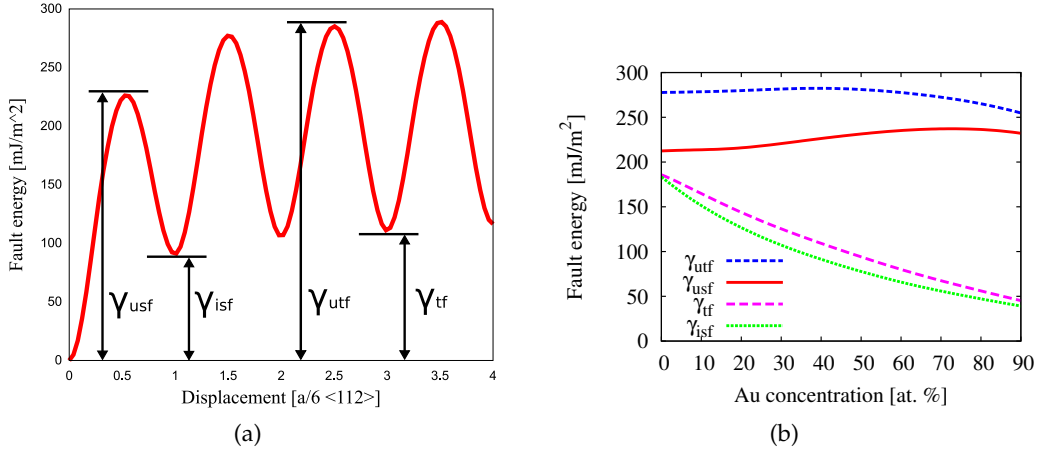 300
250
200
150
100
50
0
Fault energy [mJ/m^2]
γusf
γisf
γutf
γtf
0 0.5 1 1.5 2 2.5 3 3.5 4
Displacement [a/6 <112>]
(a)
300
250
200
150
100
50
0
Fault energy [mJ/m²]
γutf
γusf
γtf
γisf
0 10 20 30 40 50 60 70 80 90
Au concentration [at. %]
(b)